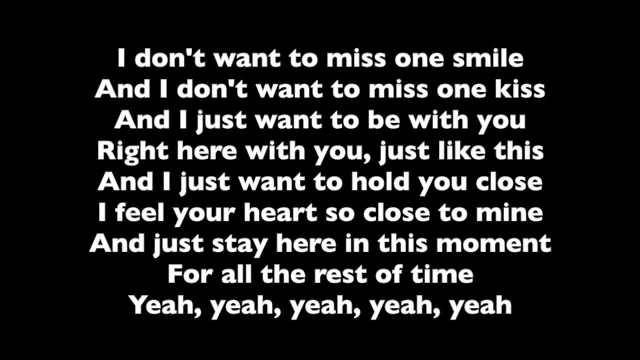 I don't want to miss one smile
And I don't want to miss one kiss
And I just want to be with you
Right here with you, just like this
And I just want to hold you close
I feel your heart so close to mine
And just stay here in this moment
For all the rest of time
Yeah, yeah, yeah, yeah, yeah